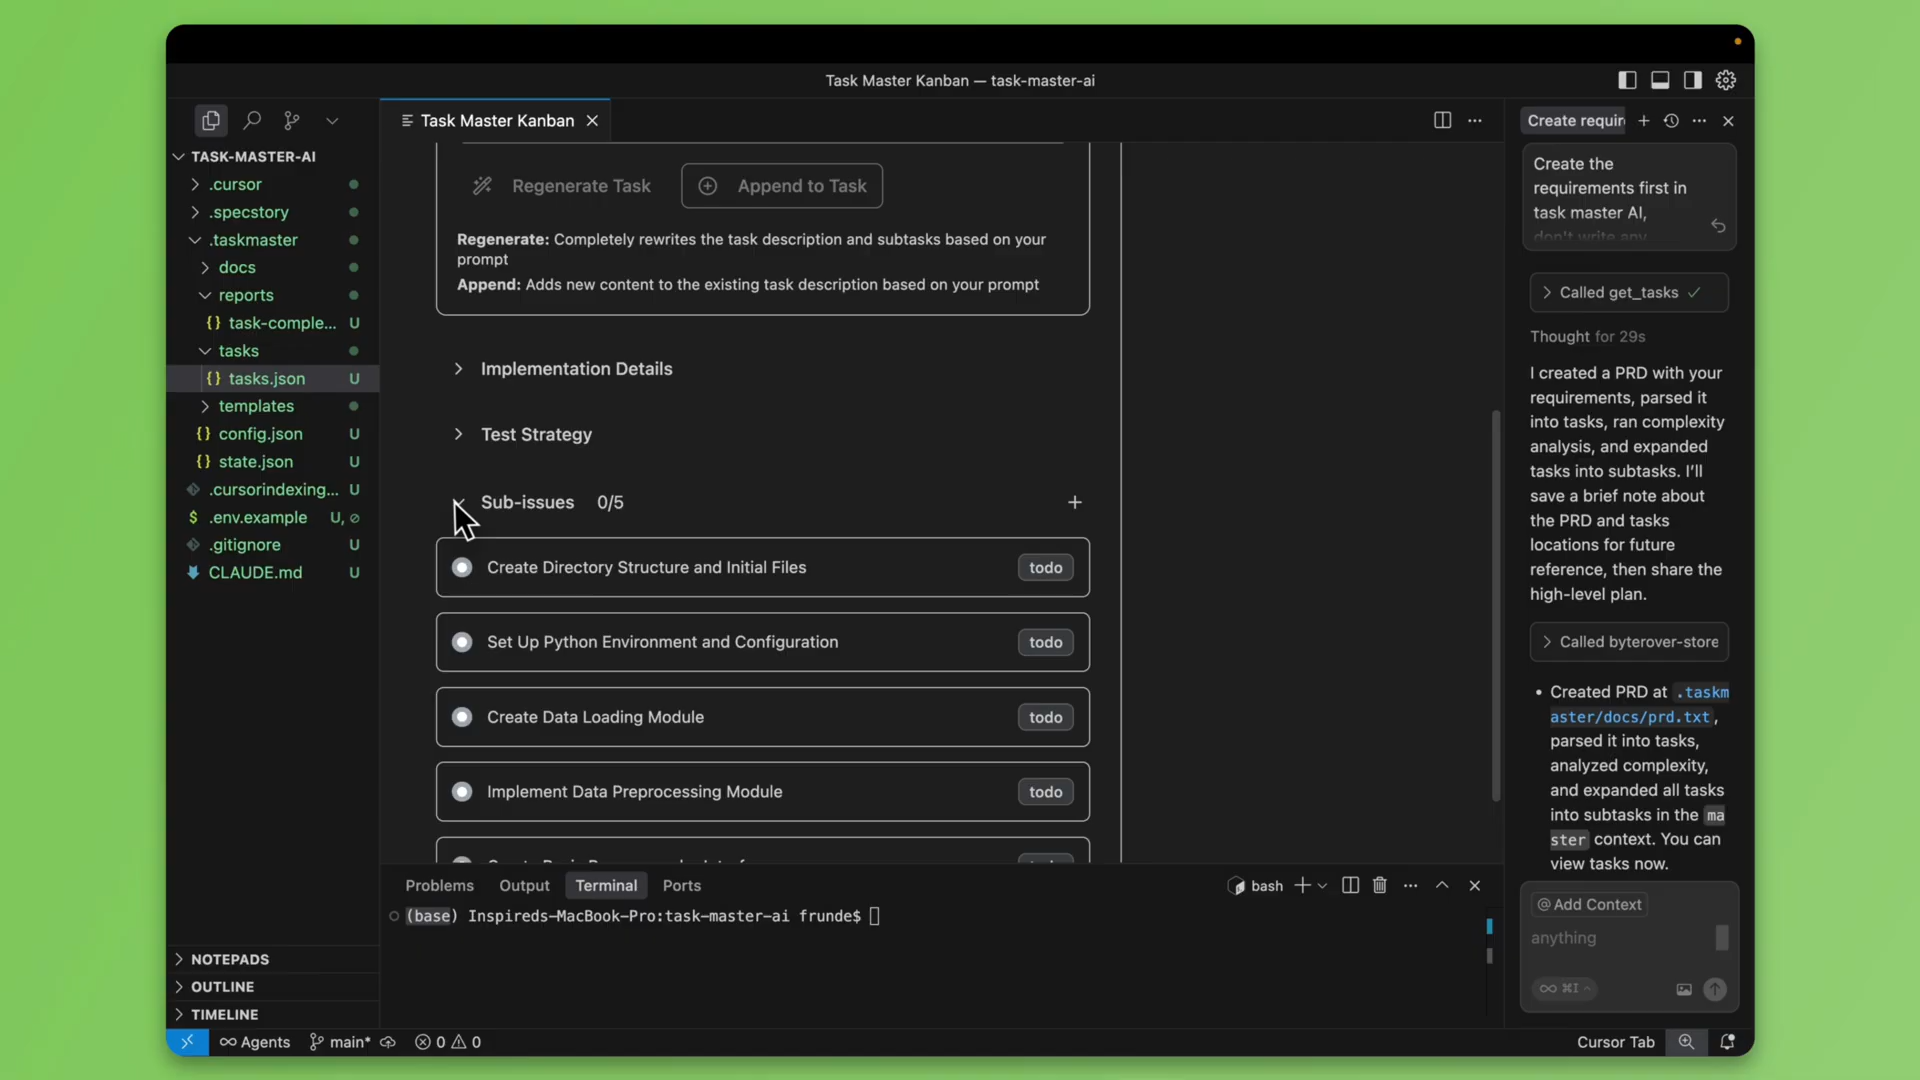 Task Master Kanban — task-master-ai
TASK-MASTER-AI
.cursor
.specstory
.taskmaster
docs
reports
{} task-comple... U
tasks
{} tasks.json U
templates
{} config.json U
{} state.json U
.cursorindexing... U
$ .env.example U,
.gitignore U
CLAUDE.md U
NOTEPADS
OUTLINE
TIMELINE
Task Master Kanban
Regenerate Task
Append to Task
Regenerate: Completely rewrites the task description and subtasks based on your
prompt
Append: Adds new content to the existing task description based on your prompt
Implementation Details
Test Strategy
Sub-issues 0/5
Create Directory Structure and Initial Files todo
Set Up Python Environment and Configuration todo
Create Data Loading Module todo
Implement Data Preprocessing Module todo
Problems Output Terminal Ports
bash
(base) Inspireds-MacBook-Pro:task-master-ai frunde$
Create requir
Create the
requirements first in
task master AI,
don't write any
Called get_tasks
Thought for 29s
I created a PRD with your
requirements, parsed it
into tasks, ran complexity
analysis, and expanded
tasks into subtasks. I'll
save a brief note about
the PRD and tasks
locations for future
reference, then share the
high-level plan.
Called byterover-store
• Created PRD at .taskm
aster/docs/prd.txt,
parsed it into tasks,
analyzed complexity,
and expanded all tasks
into subtasks in the ma
ster context. You can
view tasks now.
@ Add Context
anything
∞ ⌘I
∞ Agents main* 0 0
Cursor Tab